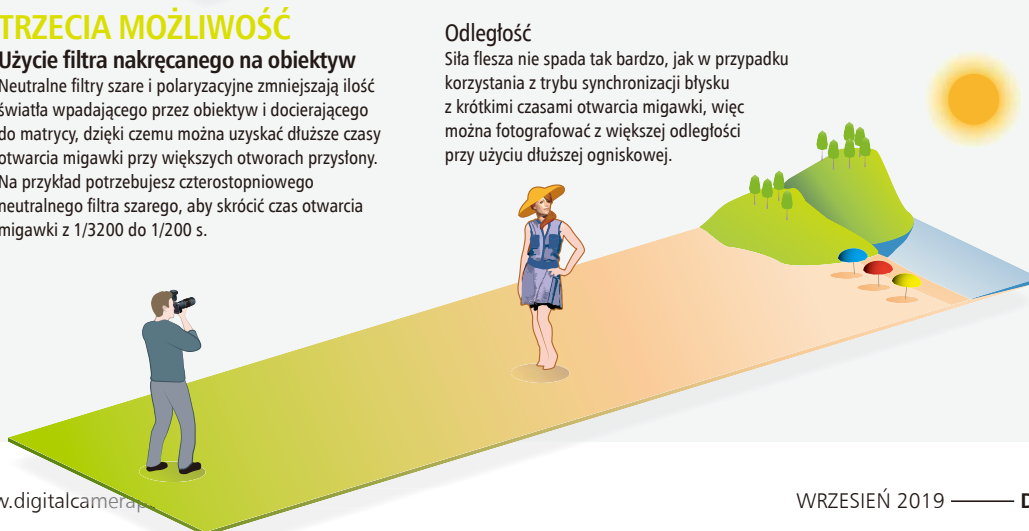 TRZECIA MOŻLIWOŚĆ
Użycie filtra nakręcanego na obiektyw
Neutralne filtry szare i polaryzacyjne zmniejszają ilość
światła wpadającego przez obiektyw i docierającego
do matrycy, dzięki czemu można uzyskać dłuższe czasy
otwarcia migawki przy większych otworach przysłony.
Na przykład potrzebujesz czterostopniowego
neutralnego filtra szarego, aby skrócić czas otwarcia
migawki z 1/3200 do 1/200 s.
Odległość
Siła flesza nie spada tak bardzo, jak w przypadku
korzystania z trybu synchronizacji błysku
z krótkimi czasami otwarcia migawki, więc
można fotografować z większej odległości
przy użyciu dłuższej ogniskowej.
WRZESIEŃ 2019